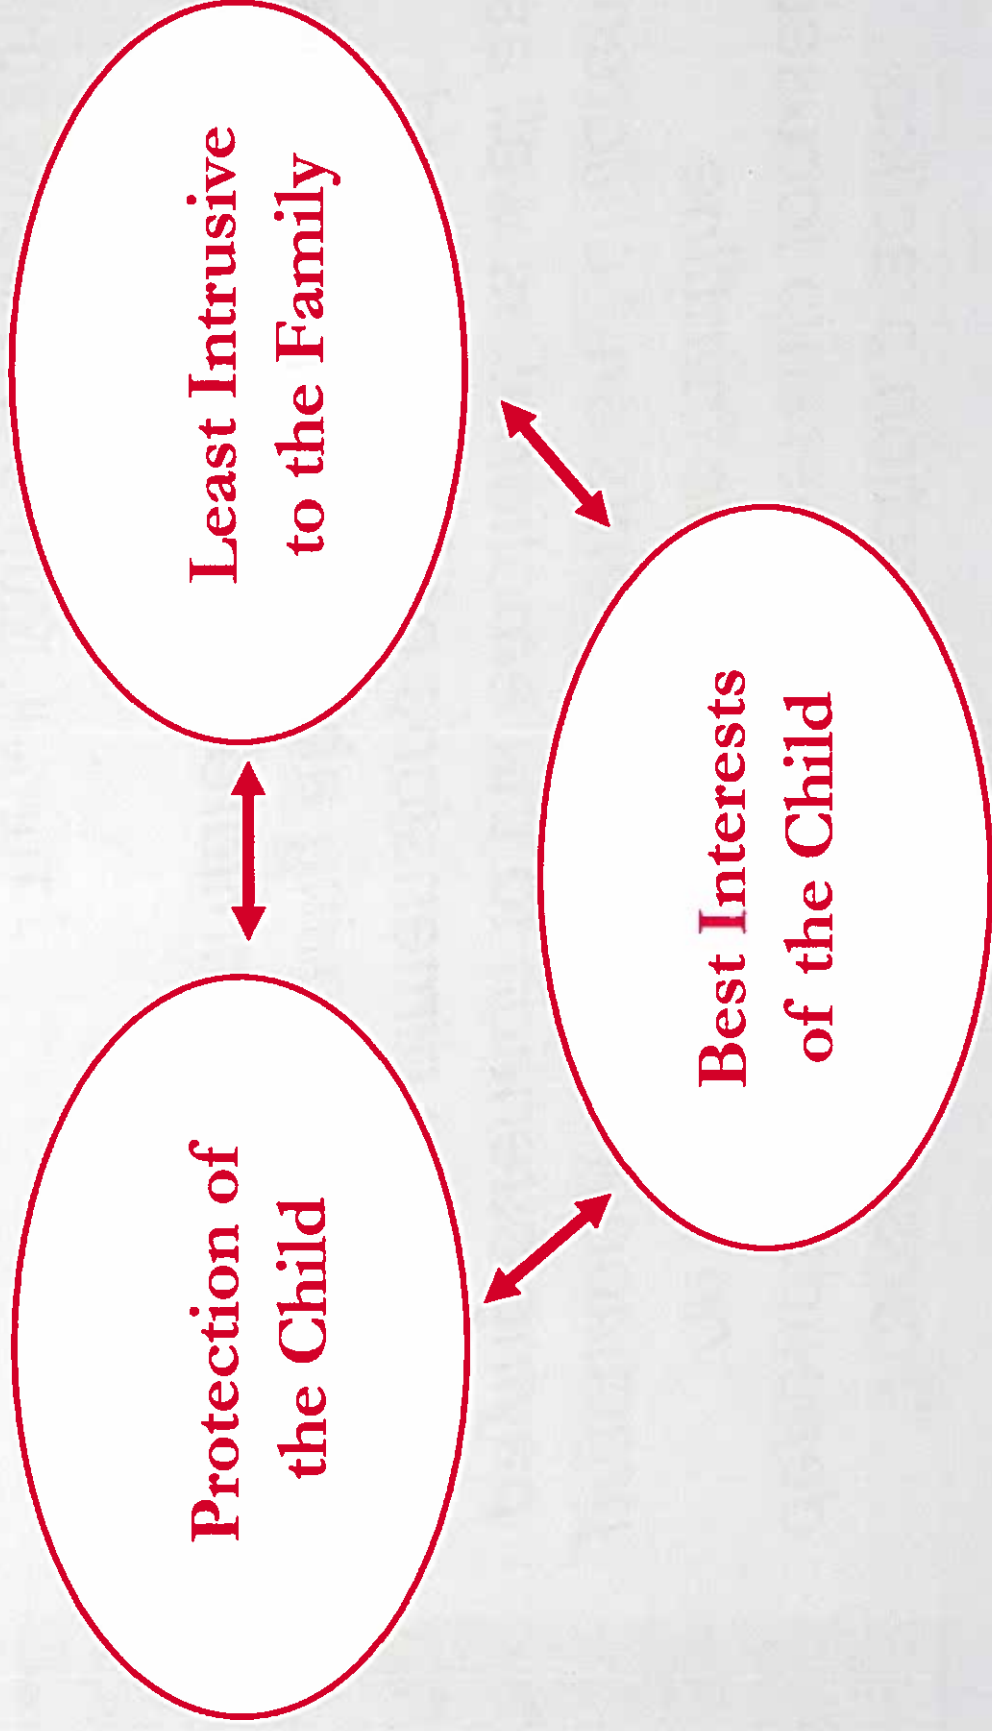 Protection of
the Child
Least Intrusive
to the Family
Best Interests
of the Child